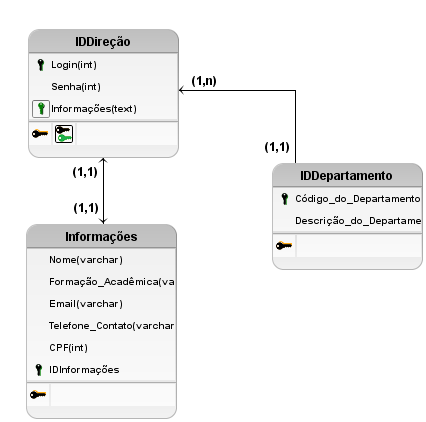 IDDireção
Login(int)
Senha(int)
Informações(text)
(1,n)
(1,1)
IDDepartamento
Código_do_Departamento
Descrição_do_Departame
(1,1)
(1,1)
Informações
Nome(varchar)
Formação_Acadêmica(va
Email(varchar)
Telefone_Contato(varchar
CPF(int)
IDInformações